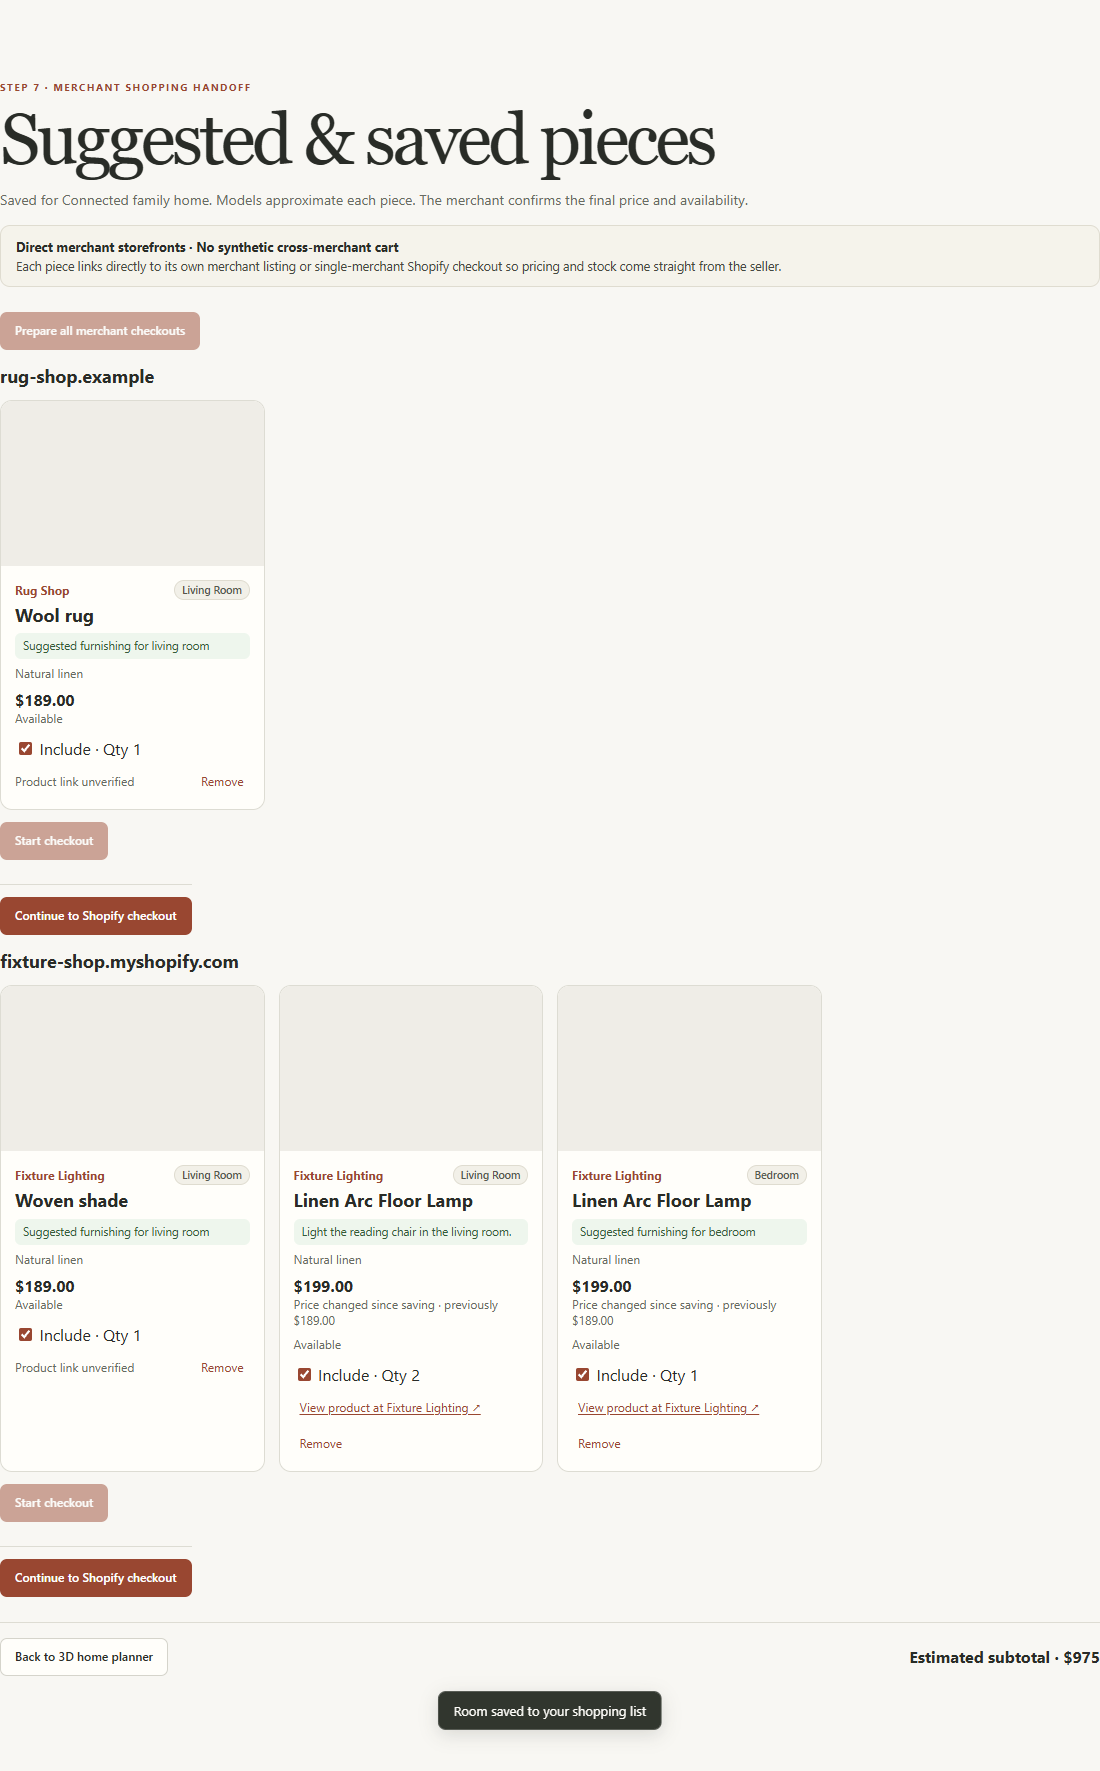 STEP 7 · MERCHANT SHOPPING HANDOFF
Suggested & saved pieces
Saved for Connected family home. Models approximate each piece. The merchant confirms the final price and availability.
Direct merchant storefronts · No synthetic cross-merchant cart
Each piece links directly to its own merchant listing or single-merchant Shopify checkout so pricing and stock come straight from the seller.
Prepare all merchant checkouts
rug-shop.example
Rug Shop
Living Room
Wool rug
Suggested furnishing for living room
Natural linen
$189.00
Available
Include · Qty 1
Product link unverified
Remove
Start checkout
Continue to Shopify checkout
fixture-shop.myshopify.com
Fixture Lighting
Living Room
Woven shade
Suggested furnishing for living room
Natural linen
$189.00
Available
Include · Qty 1
Product link unverified
Remove
Fixture Lighting
Living Room
Linen Arc Floor Lamp
Light the reading chair in the living room.
Natural linen
$199.00
Price changed since saving · previously
$189.00
Available
Include · Qty 2
View product at Fixture Lighting ↗
Remove
Fixture Lighting
Bedroom
Linen Arc Floor Lamp
Suggested furnishing for bedroom
Natural linen
$199.00
Price changed since saving · previously
$189.00
Available
Include · Qty 1
View product at Fixture Lighting ↗
Remove
Start checkout
Continue to Shopify checkout
Back to 3D home planner
Estimated subtotal · $975
Room saved to your shopping list